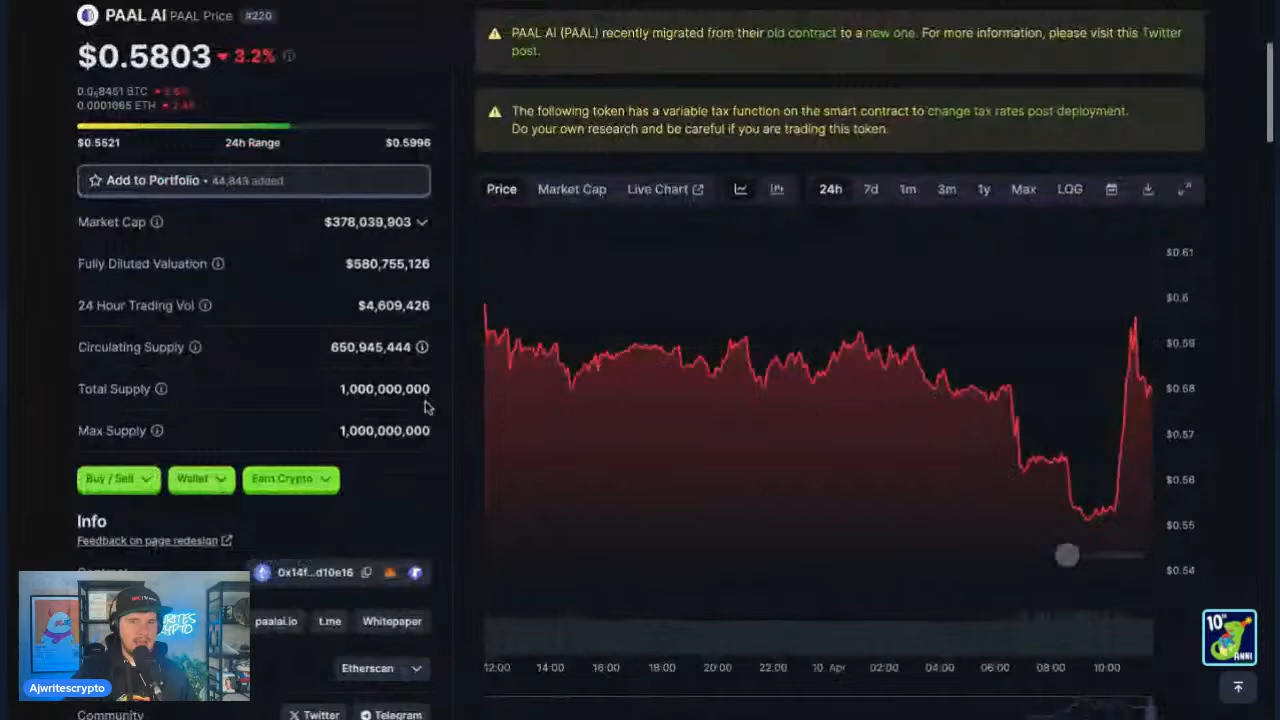 PAAL AI PAAL Price #220
$0.5803 3.2%
BTC
0.0001065 ETH
$0.5521 24h Range $0.5996
Add to Portfolio • 44,843 added
Market Cap $378,039,903
Fully Diluted Valuation $580,755,126
24 Hour Trading Vol $4,609,426
Circulating Supply 650,945,444
Total Supply 1,000,000,000
Max Supply 1,000,000,000
Buy / Sell Wallet Earn Crypto
Info
Feedback on page redesign
0x14f...d10e16
paalai.io t.me Whitepaper
Etherscan
Community Twitter Telegram
Ajwritescrypto
PAAL AI (PAAL) recently migrated from their old contract to a new one. For more information, please visit this Twitter
post.
The following token has a variable tax function on the smart contract to change tax rates post deployment.
Do your own research and be careful if you are trading this token.
Price Market Cap Live Chart 24h 7d 1m 3m 1y Max LOG
$0.61
$0.6
$0.59
$0.58
$0.57
$0.56
$0.55
$0.54
12:00 14:00 16:00 18:00 20:00 22:00 10. Apr 02:00 04:00 06:00 08:00 10:00
10th
ANNI